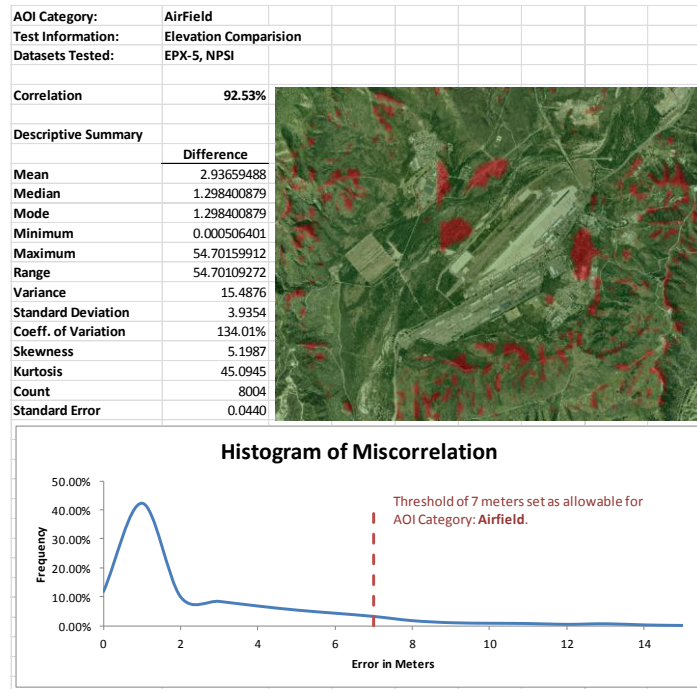 AOI Category: AirField
Test Information: Elevation Comparision
Datasets Tested: EPX-5, NPSI
Correlation 92.53%
Descriptive Summary
Difference
Mean 2.93659488
Median 1.298400879
Mode 1.298400879
Minimum 0.000506401
Maximum 54.70159912
Range 54.70109272
Variance 15.4876
Standard Deviation 3.9354
Coeff. of Variation 134.01%
Skewness 5.1987
Kurtosis 45.0945
Count 8004
Standard Error 0.0440
Histogram of Miscorrelation
Threshold of 7 meters set as allowable for
AOI Category: Airfield.
Frequency
50.00%
40.00%
30.00%
20.00%
10.00%
0.00%
0 2 4 6 8 10 12 14
Error in Meters